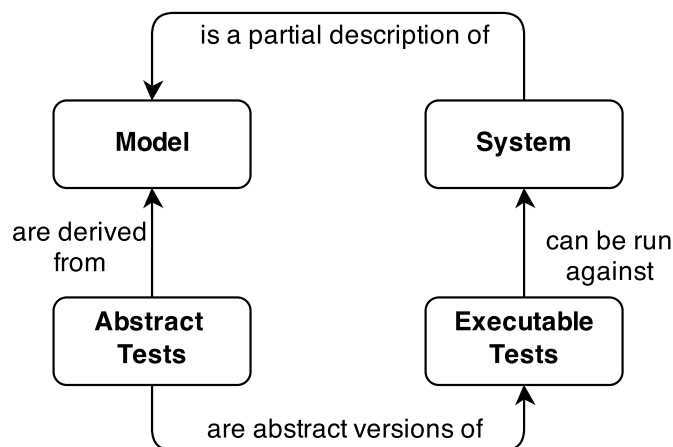 is a partial description of
Model
System
are derived
from
can be run
against
Abstract
Tests
Executable
Tests
are abstract versions of